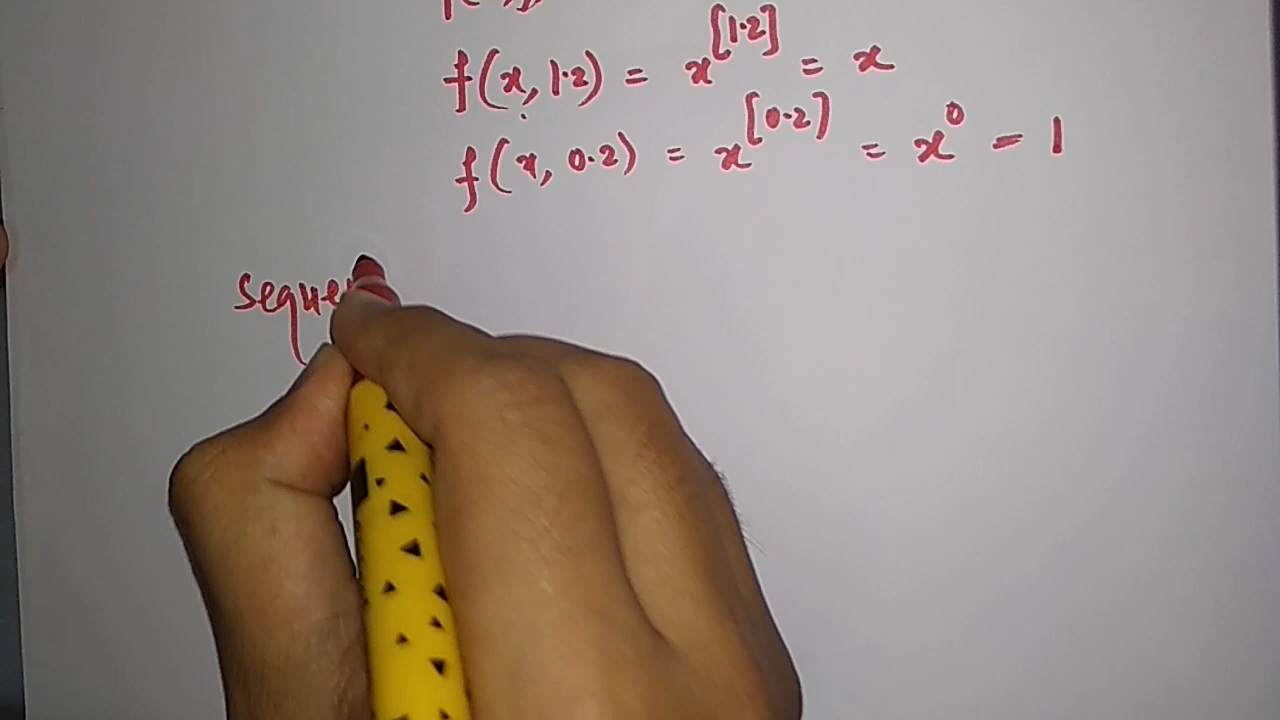 f(x, 1.2) = x^[1.2] = x
f(x, 0.2) = x^[0.2] = x^0 = 1
Seque